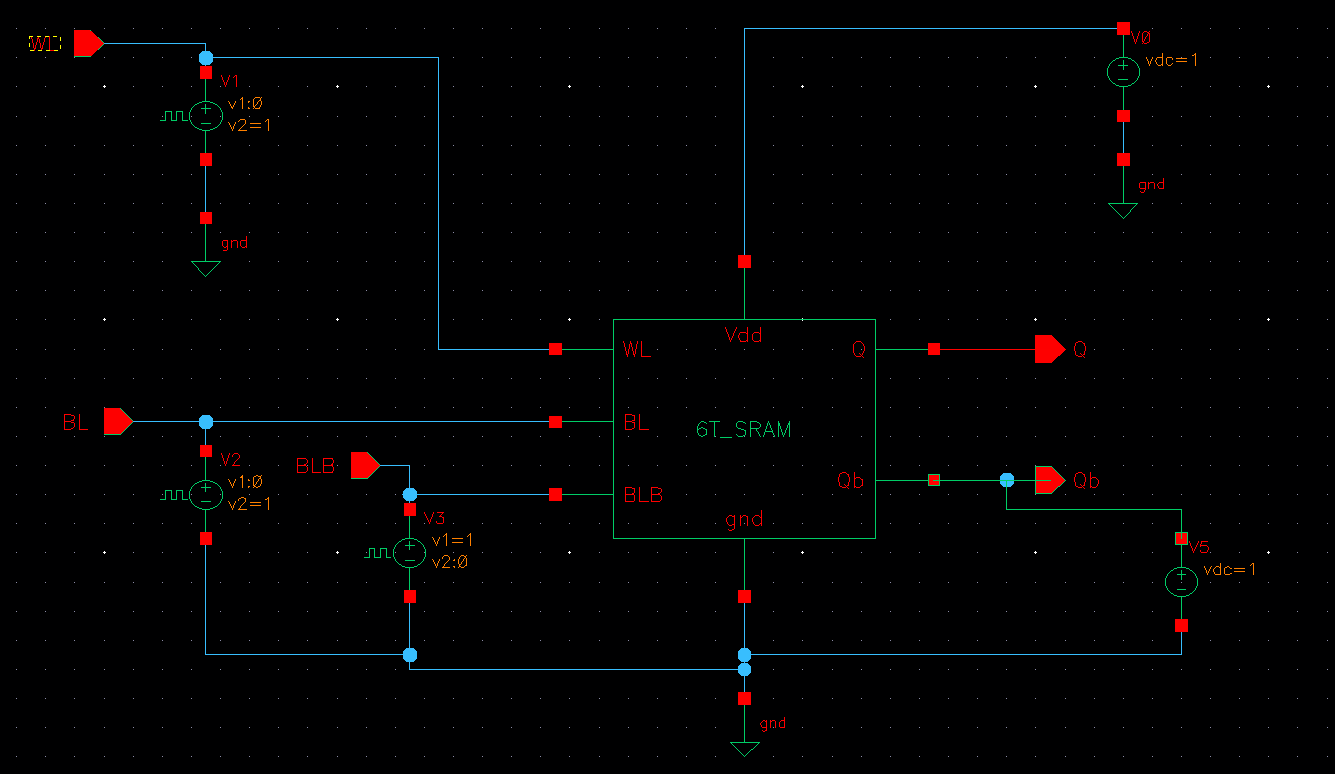 WL
V0
vdc=1
V1
v1:0
v2=1
gnd
gnd
Vdd
WL
Q
Q
BL
BL
6T_SRAM
V2
BLB
v1:0
v2=1
BLB
Qb
Qb
V3
gnd
v1=1
v2:0
V5
vdc=1
gnd